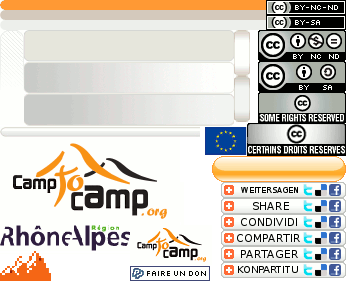 BY-NC-ND
BY-SA
BY NC ND
BY SA
SOME RIGHTS RESERVED
CERTAINS DROITS RESERVES
Camp to camp.org
WEITERSAGEN
SHARE
CONDIVIDI
COMPARTIR
PARTAGER
KONPARTITU
RhôneAlpes Région
Camp to camp.org
FAIRE UN DON